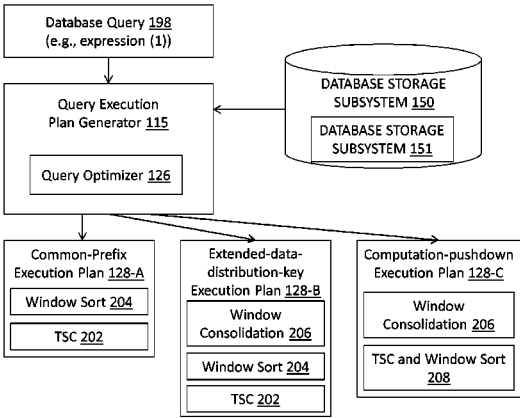 Database Query 198
(e.g., expression (1))
Query Execution
Plan Generator 115
Query Optimizer 126
DATABASE STORAGE
SUBSYSTEM 150
DATABASE STORAGE
SUBSYSTEM 151
Common-Prefix
Execution Plan 128-A
Window Sort 204
TSC 202
Extended-data-
distribution-key
Execution Plan 128-B
Window
Consolidation 206
Window Sort 204
TSC 202
Computation-pushdown
Execution Plan 128-C
Window
Consolidation 206
TSC and Window Sort
208